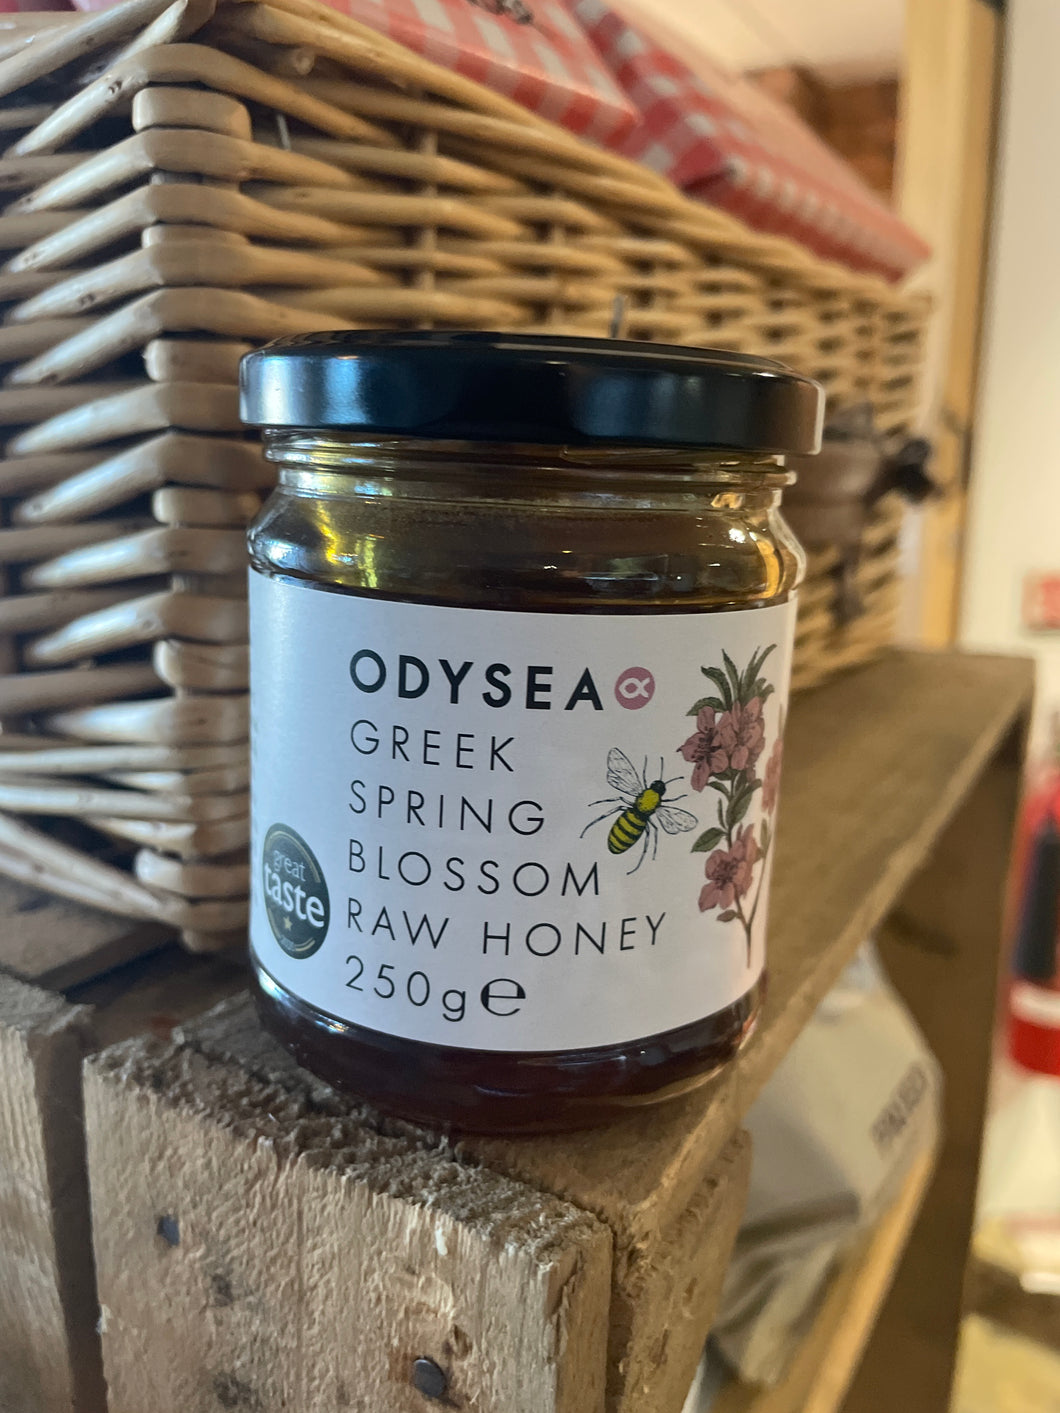 ODYSEA
GREEK
SPRING
BLOSSOM
RAW HONEY
250g℮
great
taste